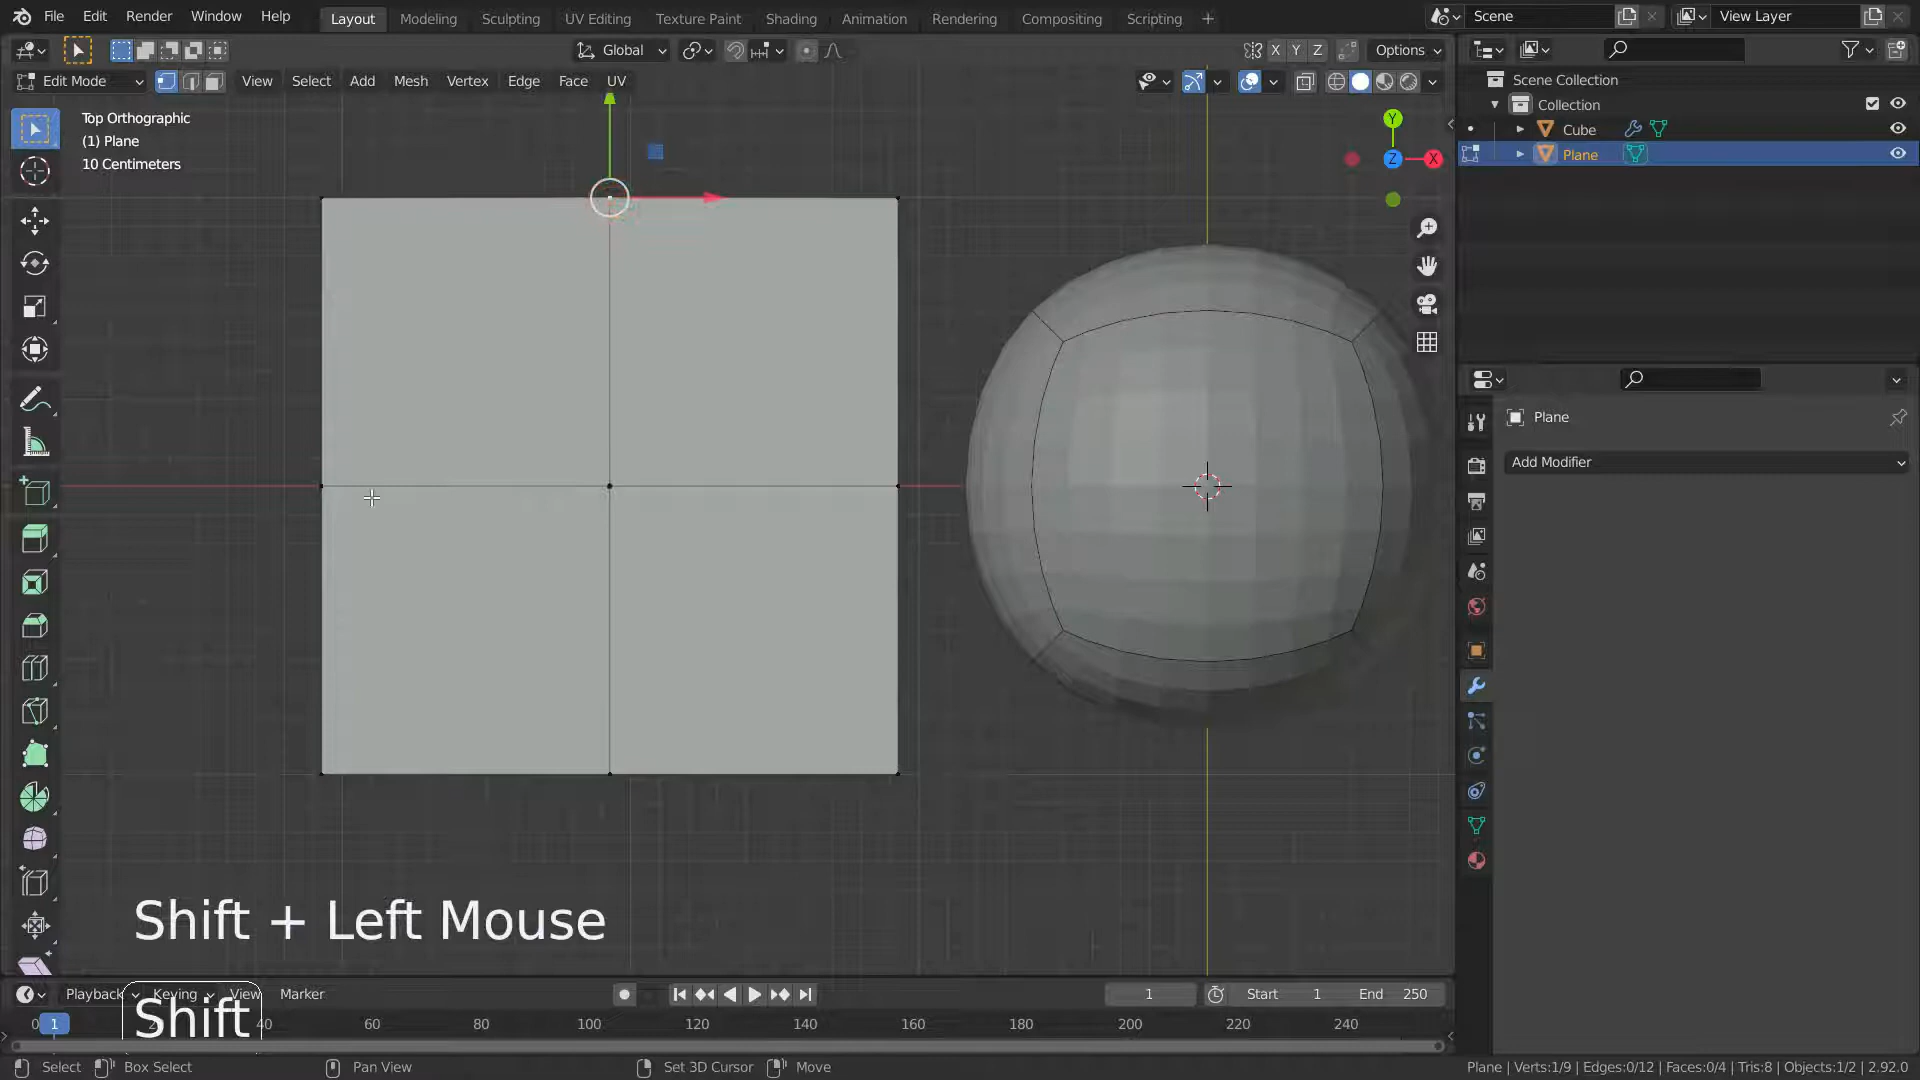 File Edit Render Window Help Layout Modeling Sculpting UV Editing Texture Paint Shading Animation Rendering Compositing Scripting + Scene View Layer
Global X Y Z Options
Edit Mode View Select Add Mesh Vertex Edge Face UV
Scene Collection
Collection
Cube
Plane
Top Orthographic
(1) Plane
10 Centimeters
Y
Z X
Plane
Add Modifier
Shift + Left Mouse
Shift
Playback Keying View Marker 1 Start 1 End 250
0 1 20 40 60 80 100 120 140 160 180 200 220 240
Select Box Select Pan View Set 3D Cursor Move Plane | Verts:1/9 | Edges:0/12 | Faces:0/4 | Tris:8 | Objects:1/2 | 2.92.0